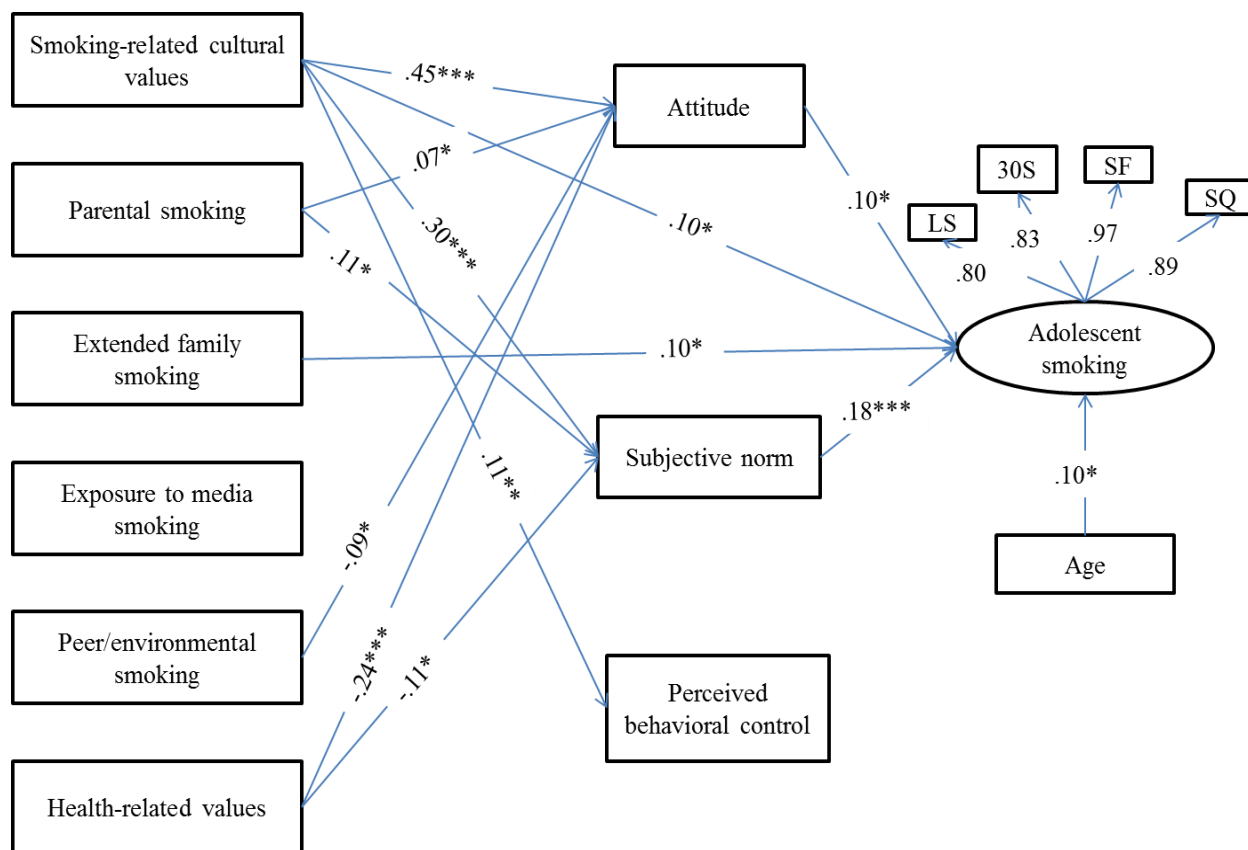 Smoking-related cultural
values
Parental smoking
Extended family
smoking
Exposure to media
smoking
Peer/environmental
smoking
Health-related values
.45***
.07*
.30***
.11*
.10*
.10*
.11**
-.09*
-.24***
-.11*
Attitude
Subjective norm
Perceived
behavioral control
.10*
.18***
LS
30S
SF
SQ
.80
.83
.97
.89
Adolescent
smoking
.10*
Age